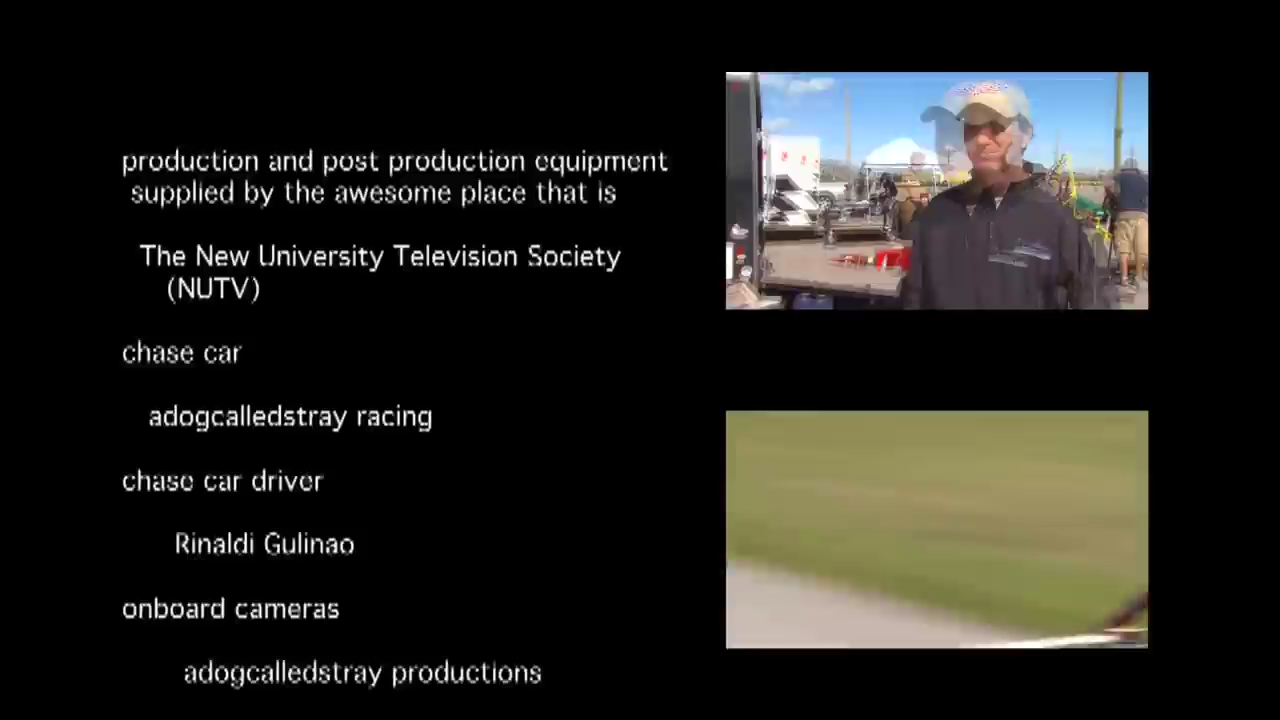 production and post production equipment
supplied by the awesome place that is
The New University Television Society
(NUTV)
chase car
adogcalledstray racing
chase car driver
Rinaldi Gulinao
onboard cameras
adogcalledstray productions